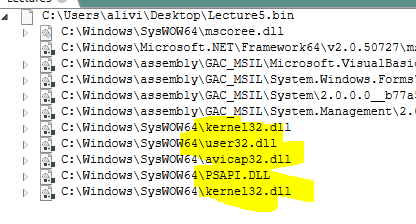 C:\Users\alivi\Desktop\Lecture5.bin
C:\Windows\SysWOW64\mscoree.dll
C:\Windows\Microsoft.NET\Framework64\v2.0.50727\m
C:\Windows\assembly\GAC_MSIL\Microsoft.VisualBasic
C:\Windows\assembly\GAC_MSIL\System.Windows.Forms
C:\Windows\assembly\GAC_MSIL\System\2.0.0.0__b77a5
C:\Windows\assembly\GAC_MSIL\System.Management\2.0
C:\Windows\SysWOW64\kernel32.dll
C:\Windows\SysWOW64\user32.dll
C:\Windows\SysWOW64\avicap32.dll
C:\Windows\SysWOW64\PSAPI.DLL
C:\Windows\SysWOW64\kernel32.dll